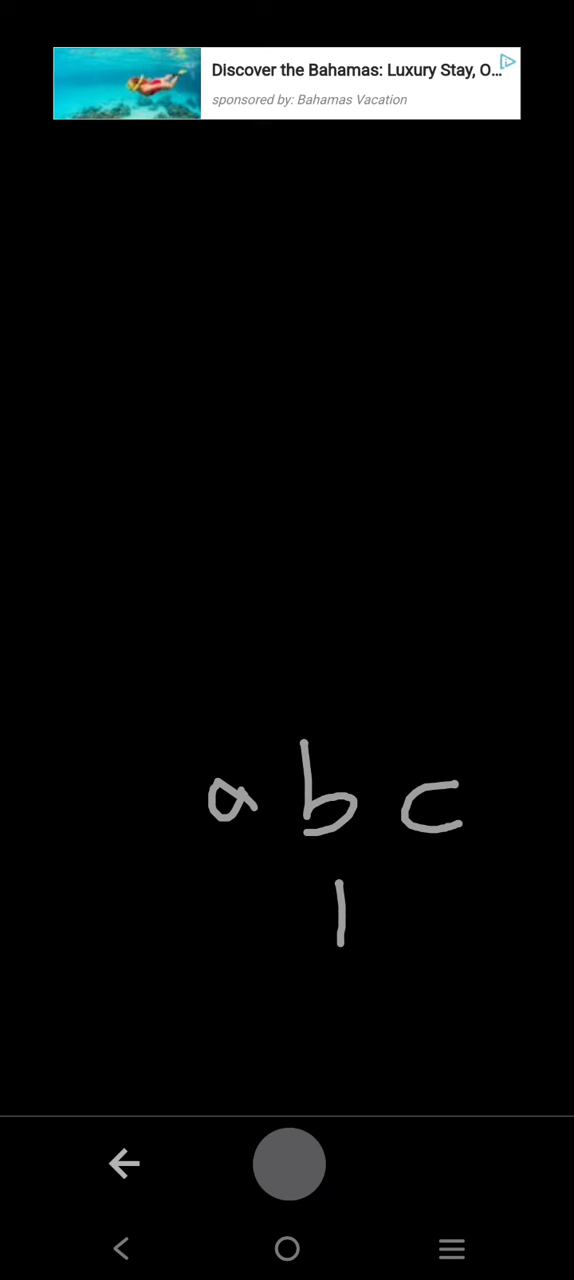 Discover the Bahamas: Luxury Stay, O...
sponsored by: Bahamas Vacation
a b c
1